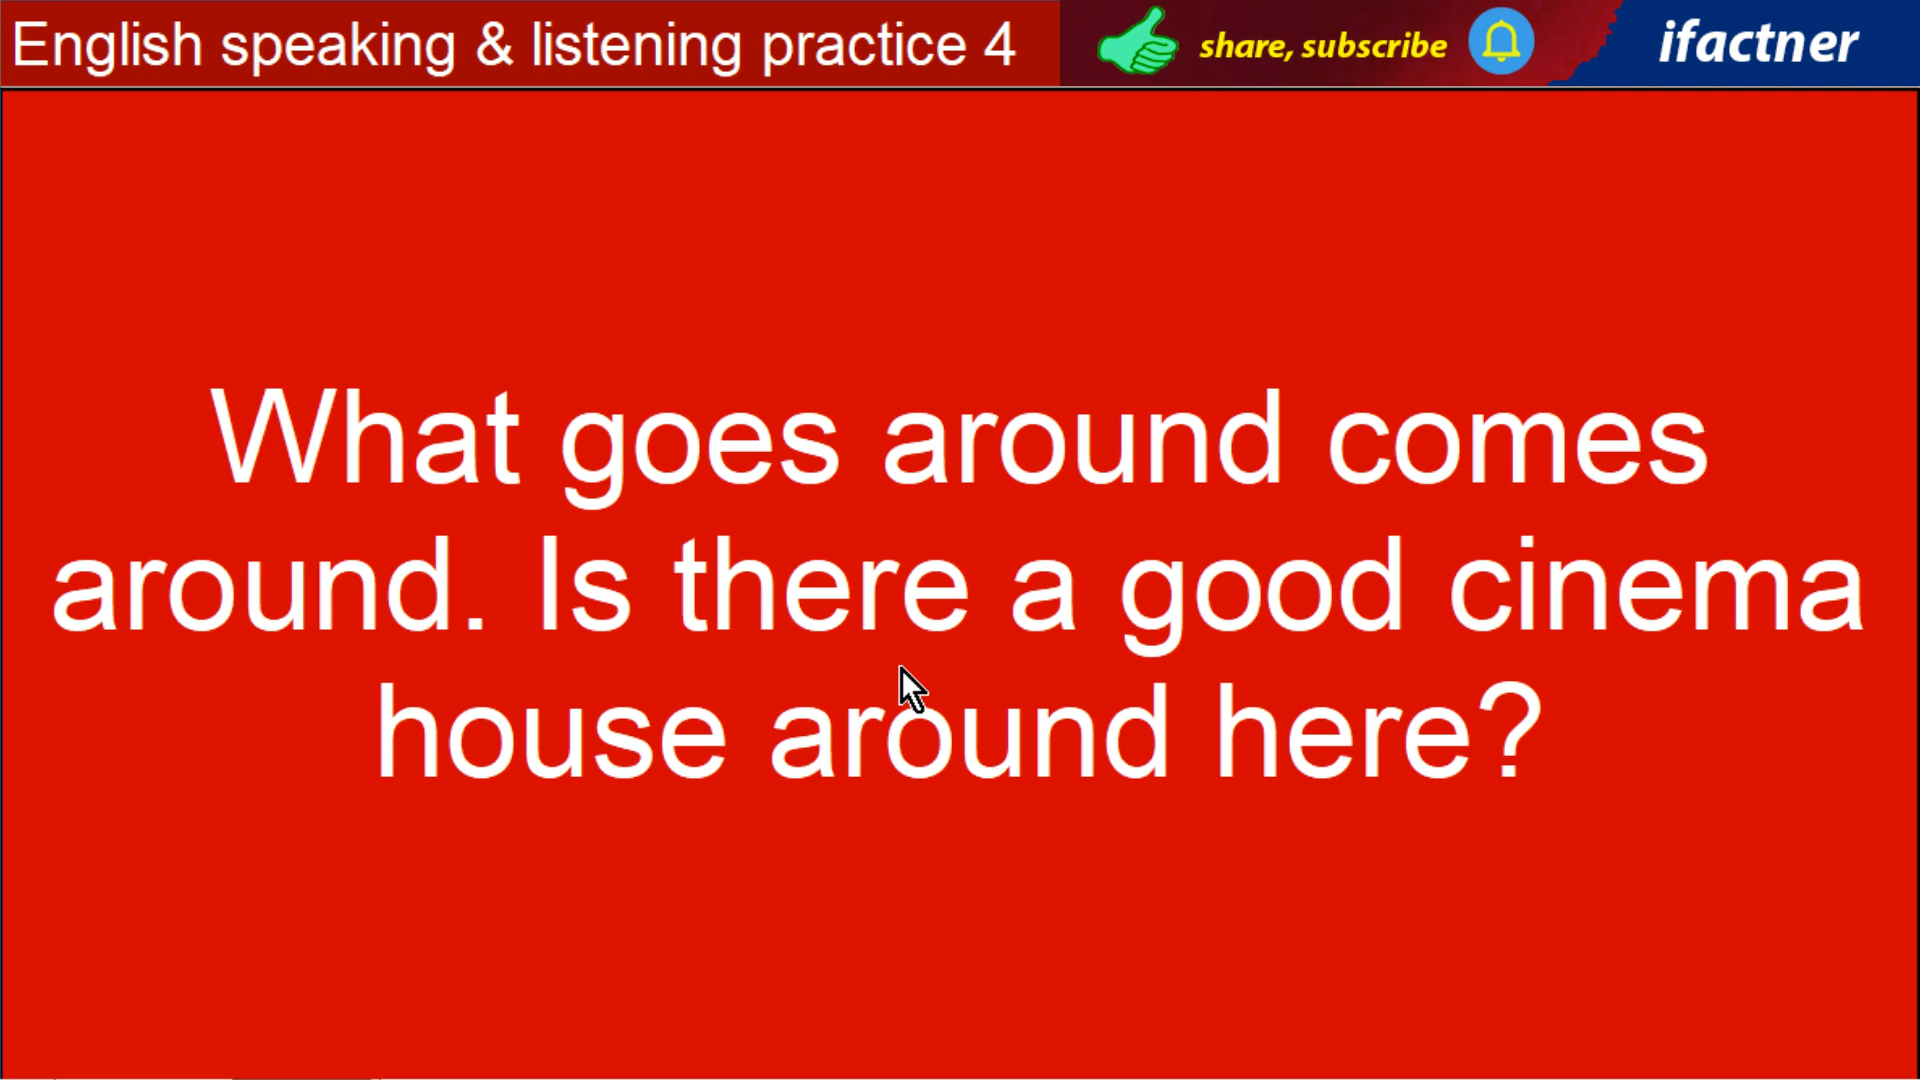 English speaking & listening practice 4
share, subscribe
ifactner
What goes around comes
around. Is there a good cinema
house around here?